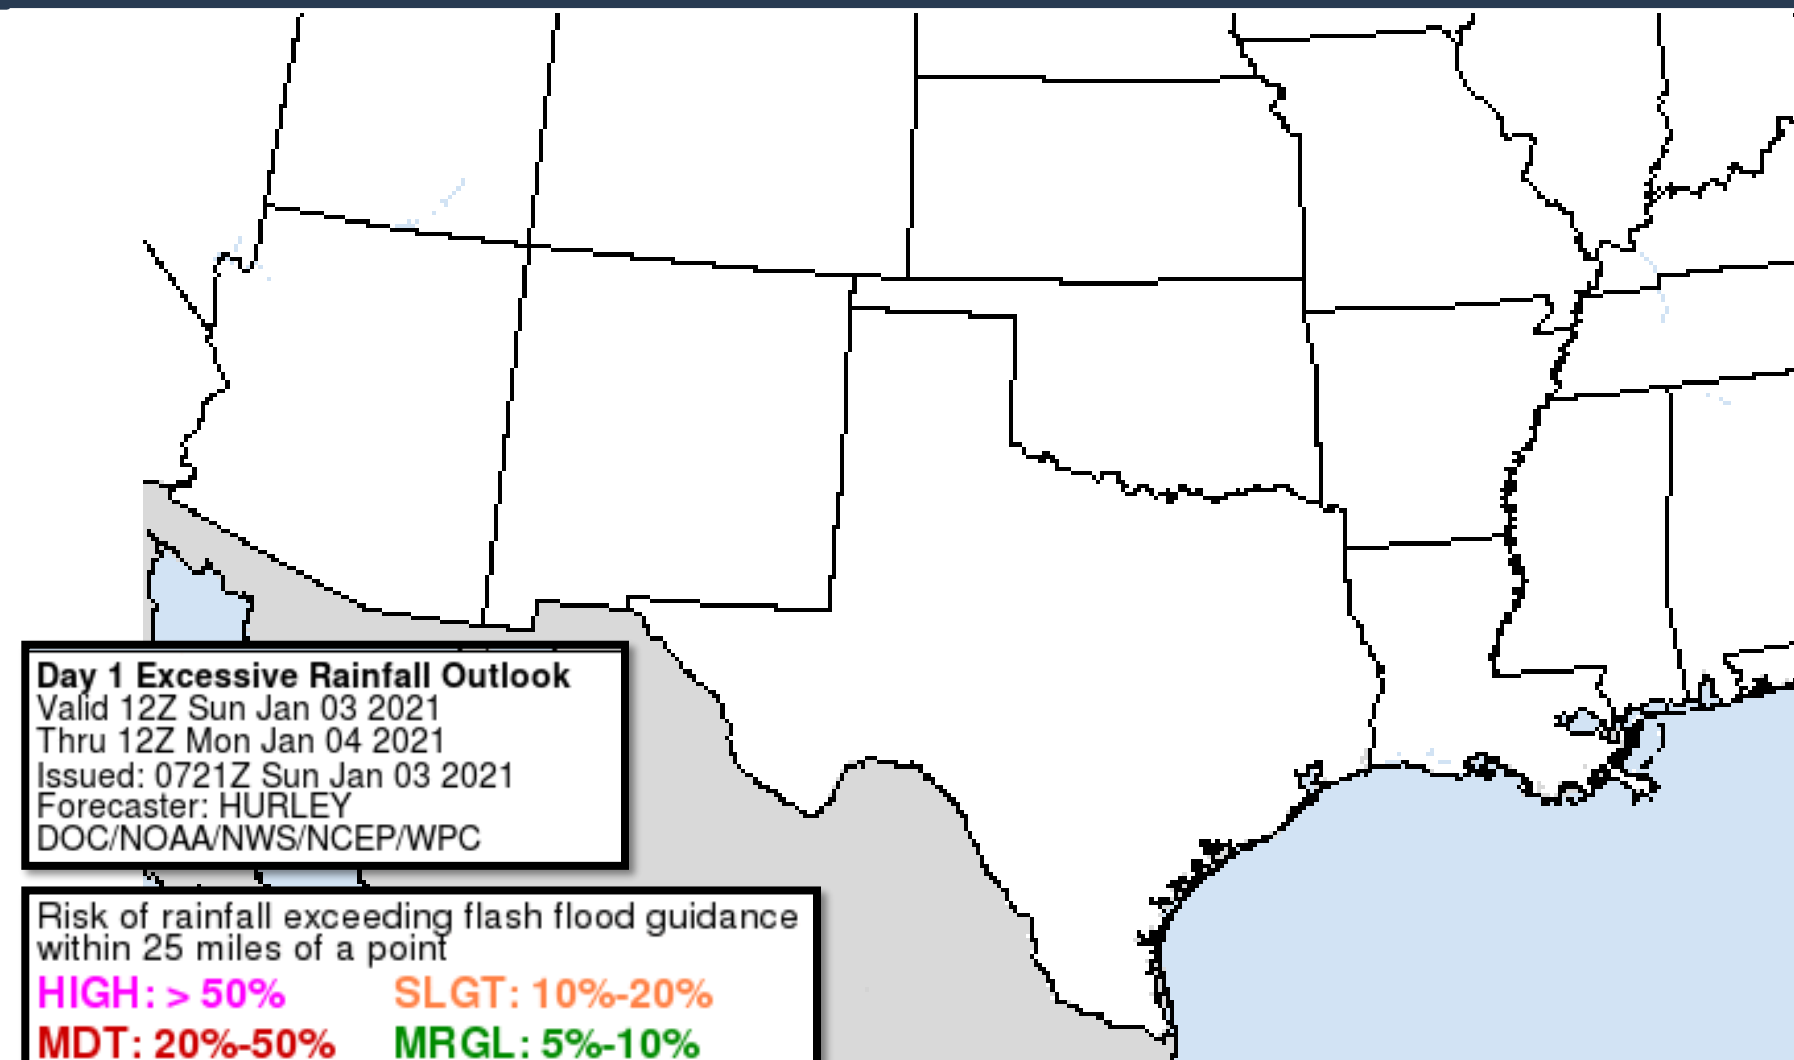 Day 1 Excessive Rainfall Outlook
Valid 12Z Sun Jan 03 2021
Thru 12Z Mon Jan 04 2021
Issued: 0721Z Sun Jan 03 2021
Forecaster: HURLEY
DOC/NOAA/NWS/NCEP/WPC
Risk of rainfall exceeding flash flood guidance
within 25 miles of a point
HIGH: > 50% SLGT: 10%-20%
MDT: 20%-50% MRGL: 5%-10%